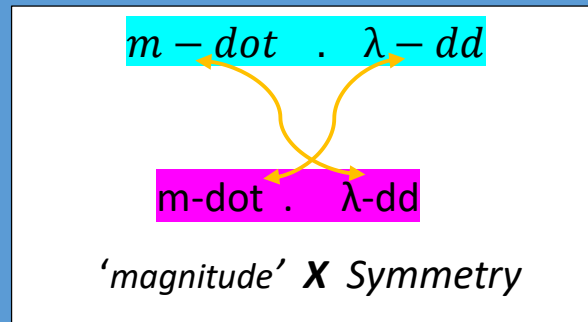 m – dot . λ – dd
m-dot . λ-dd
‘magnitude’ X Symmetry